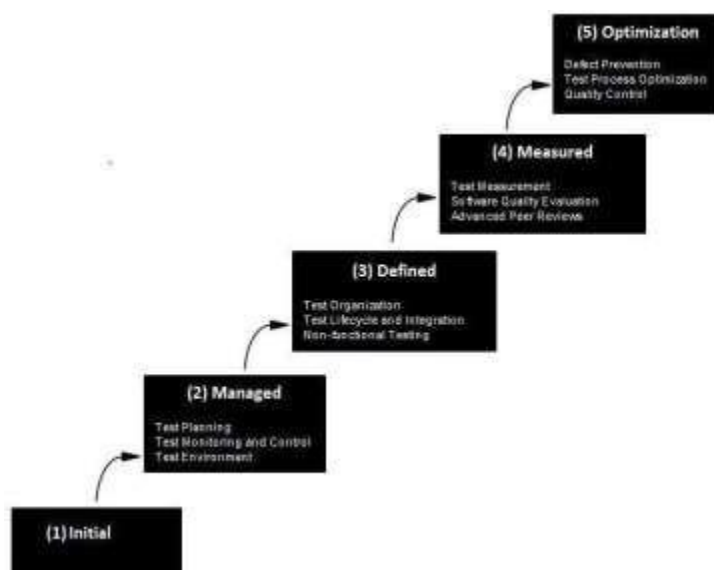 (5) Optimization
Defect Prevention
Test Process Optimization
Quality Control
(4) Measured
Test Measurement
Software Quality Evaluation
Advanced Peer Reviews
(3) Defined
Test Organization
Test Lifecycle and Integration
Non-functional Testing
(2) Managed
Test Planning
Test Monitoring and Control
Test Environment
(1) Initial